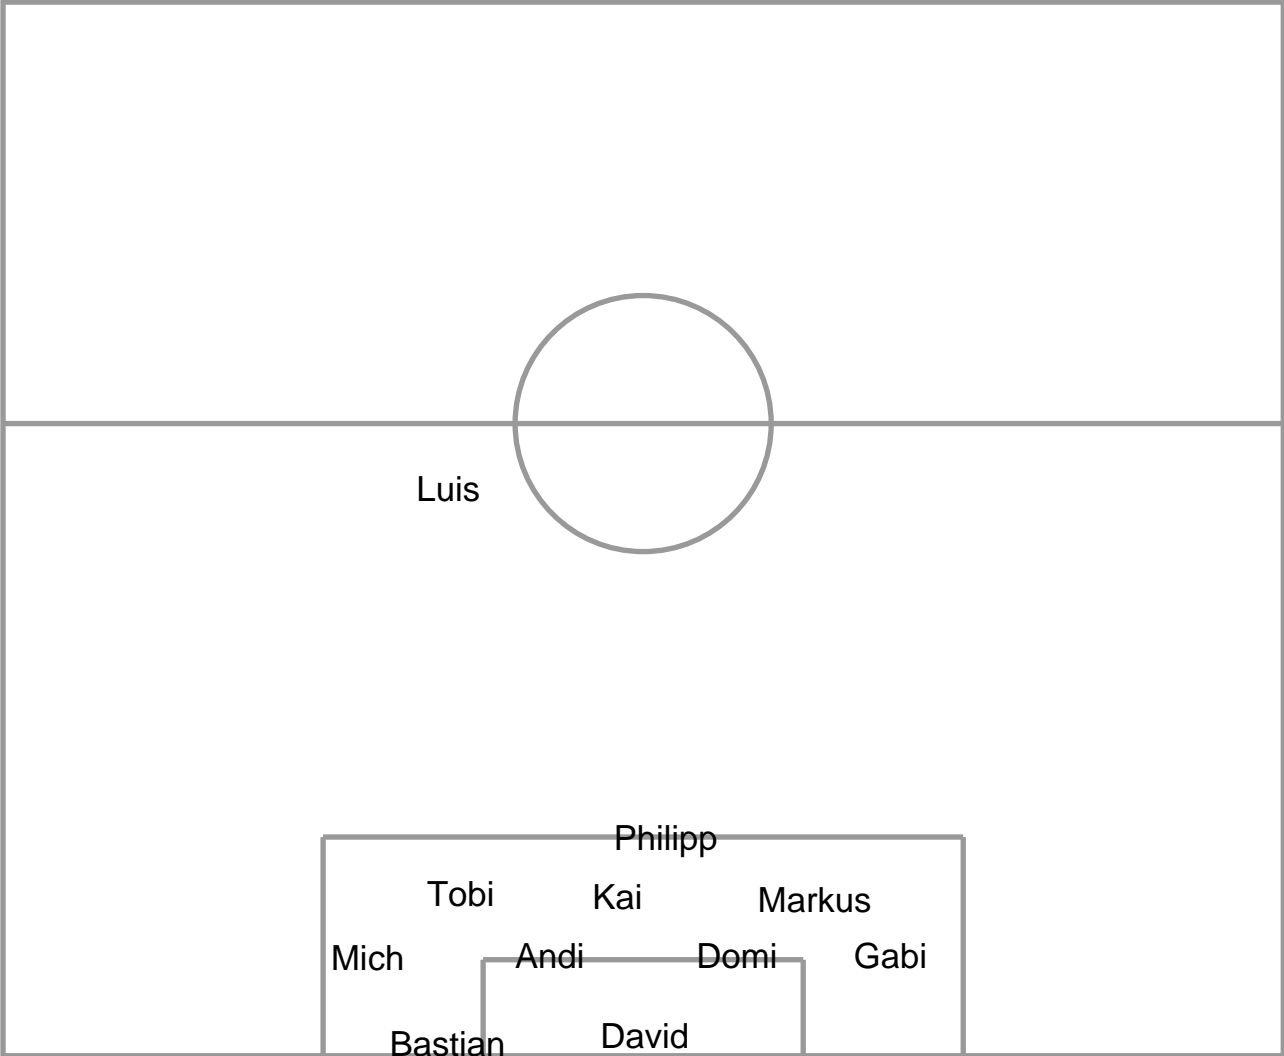 Luis
Philipp
Tobi Kai Markus
Mich Andi Domi Gabi
Bastian David